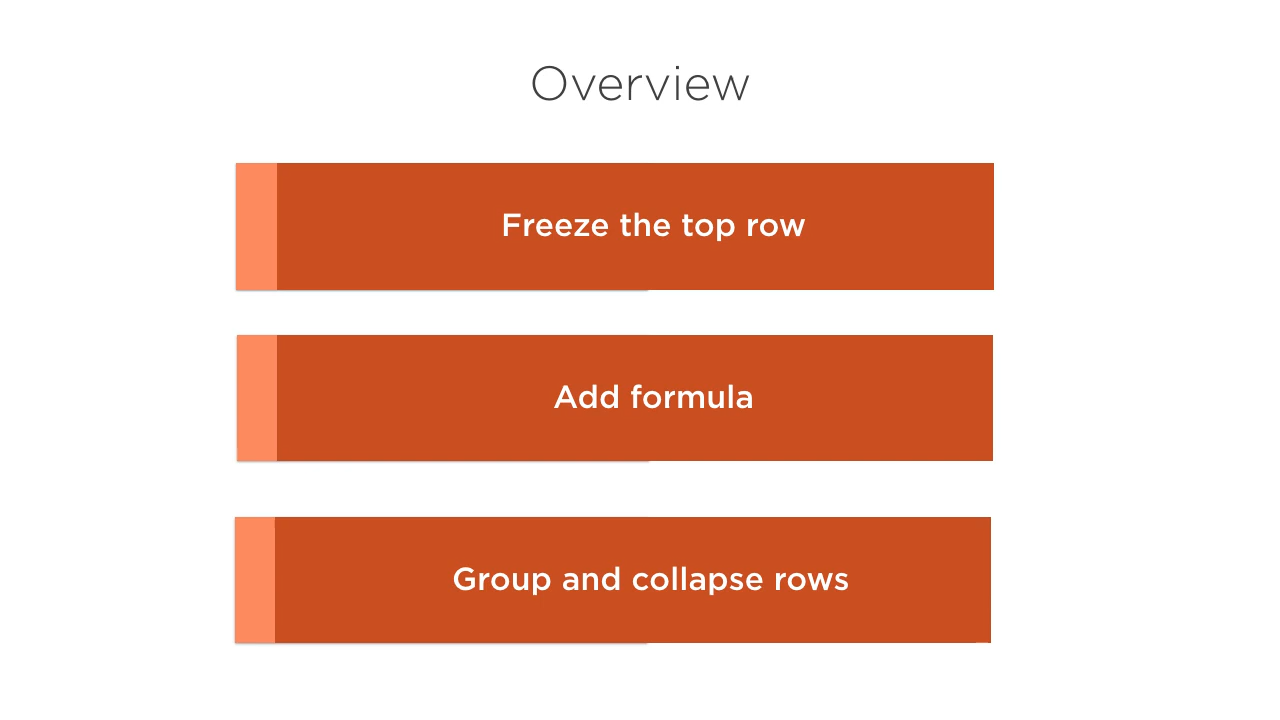 Overview
Freeze the top row
Add formula
Group and collapse rows